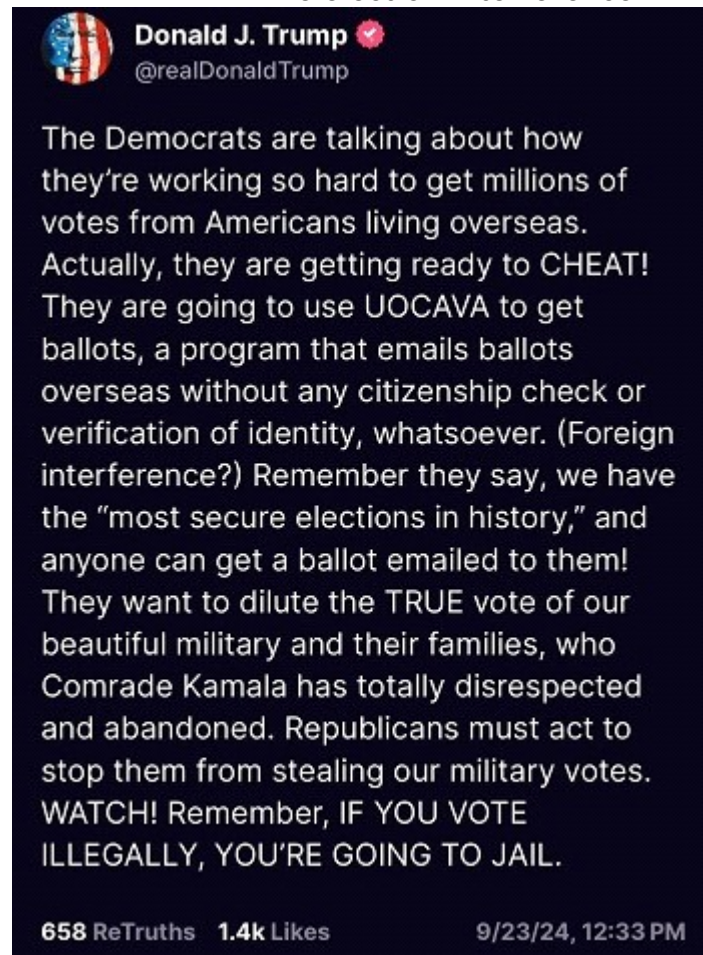 Donald J. Trump
@realDonaldTrump
The Democrats are talking about how
they're working so hard to get millions of
votes from Americans living overseas.
Actually, they are getting ready to CHEAT!
They are going to use UOCAVA to get
ballots, a program that emails ballots
overseas without any citizenship check or
verification of identity, whatsoever. (Foreign
interference?) Remember they say, we have
the “most secure elections in history,” and
anyone can get a ballot emailed to them!
They want to dilute the TRUE vote of our
beautiful military and their families, who
Comrade Kamala has totally disrespected
and abandoned. Republicans must act to
stop them from stealing our military votes.
WATCH! Remember, IF YOU VOTE
ILLEGALLY, YOU'RE GOING TO JAIL.
658 ReTruths 1.4k Likes 9/23/24, 12:33 PM